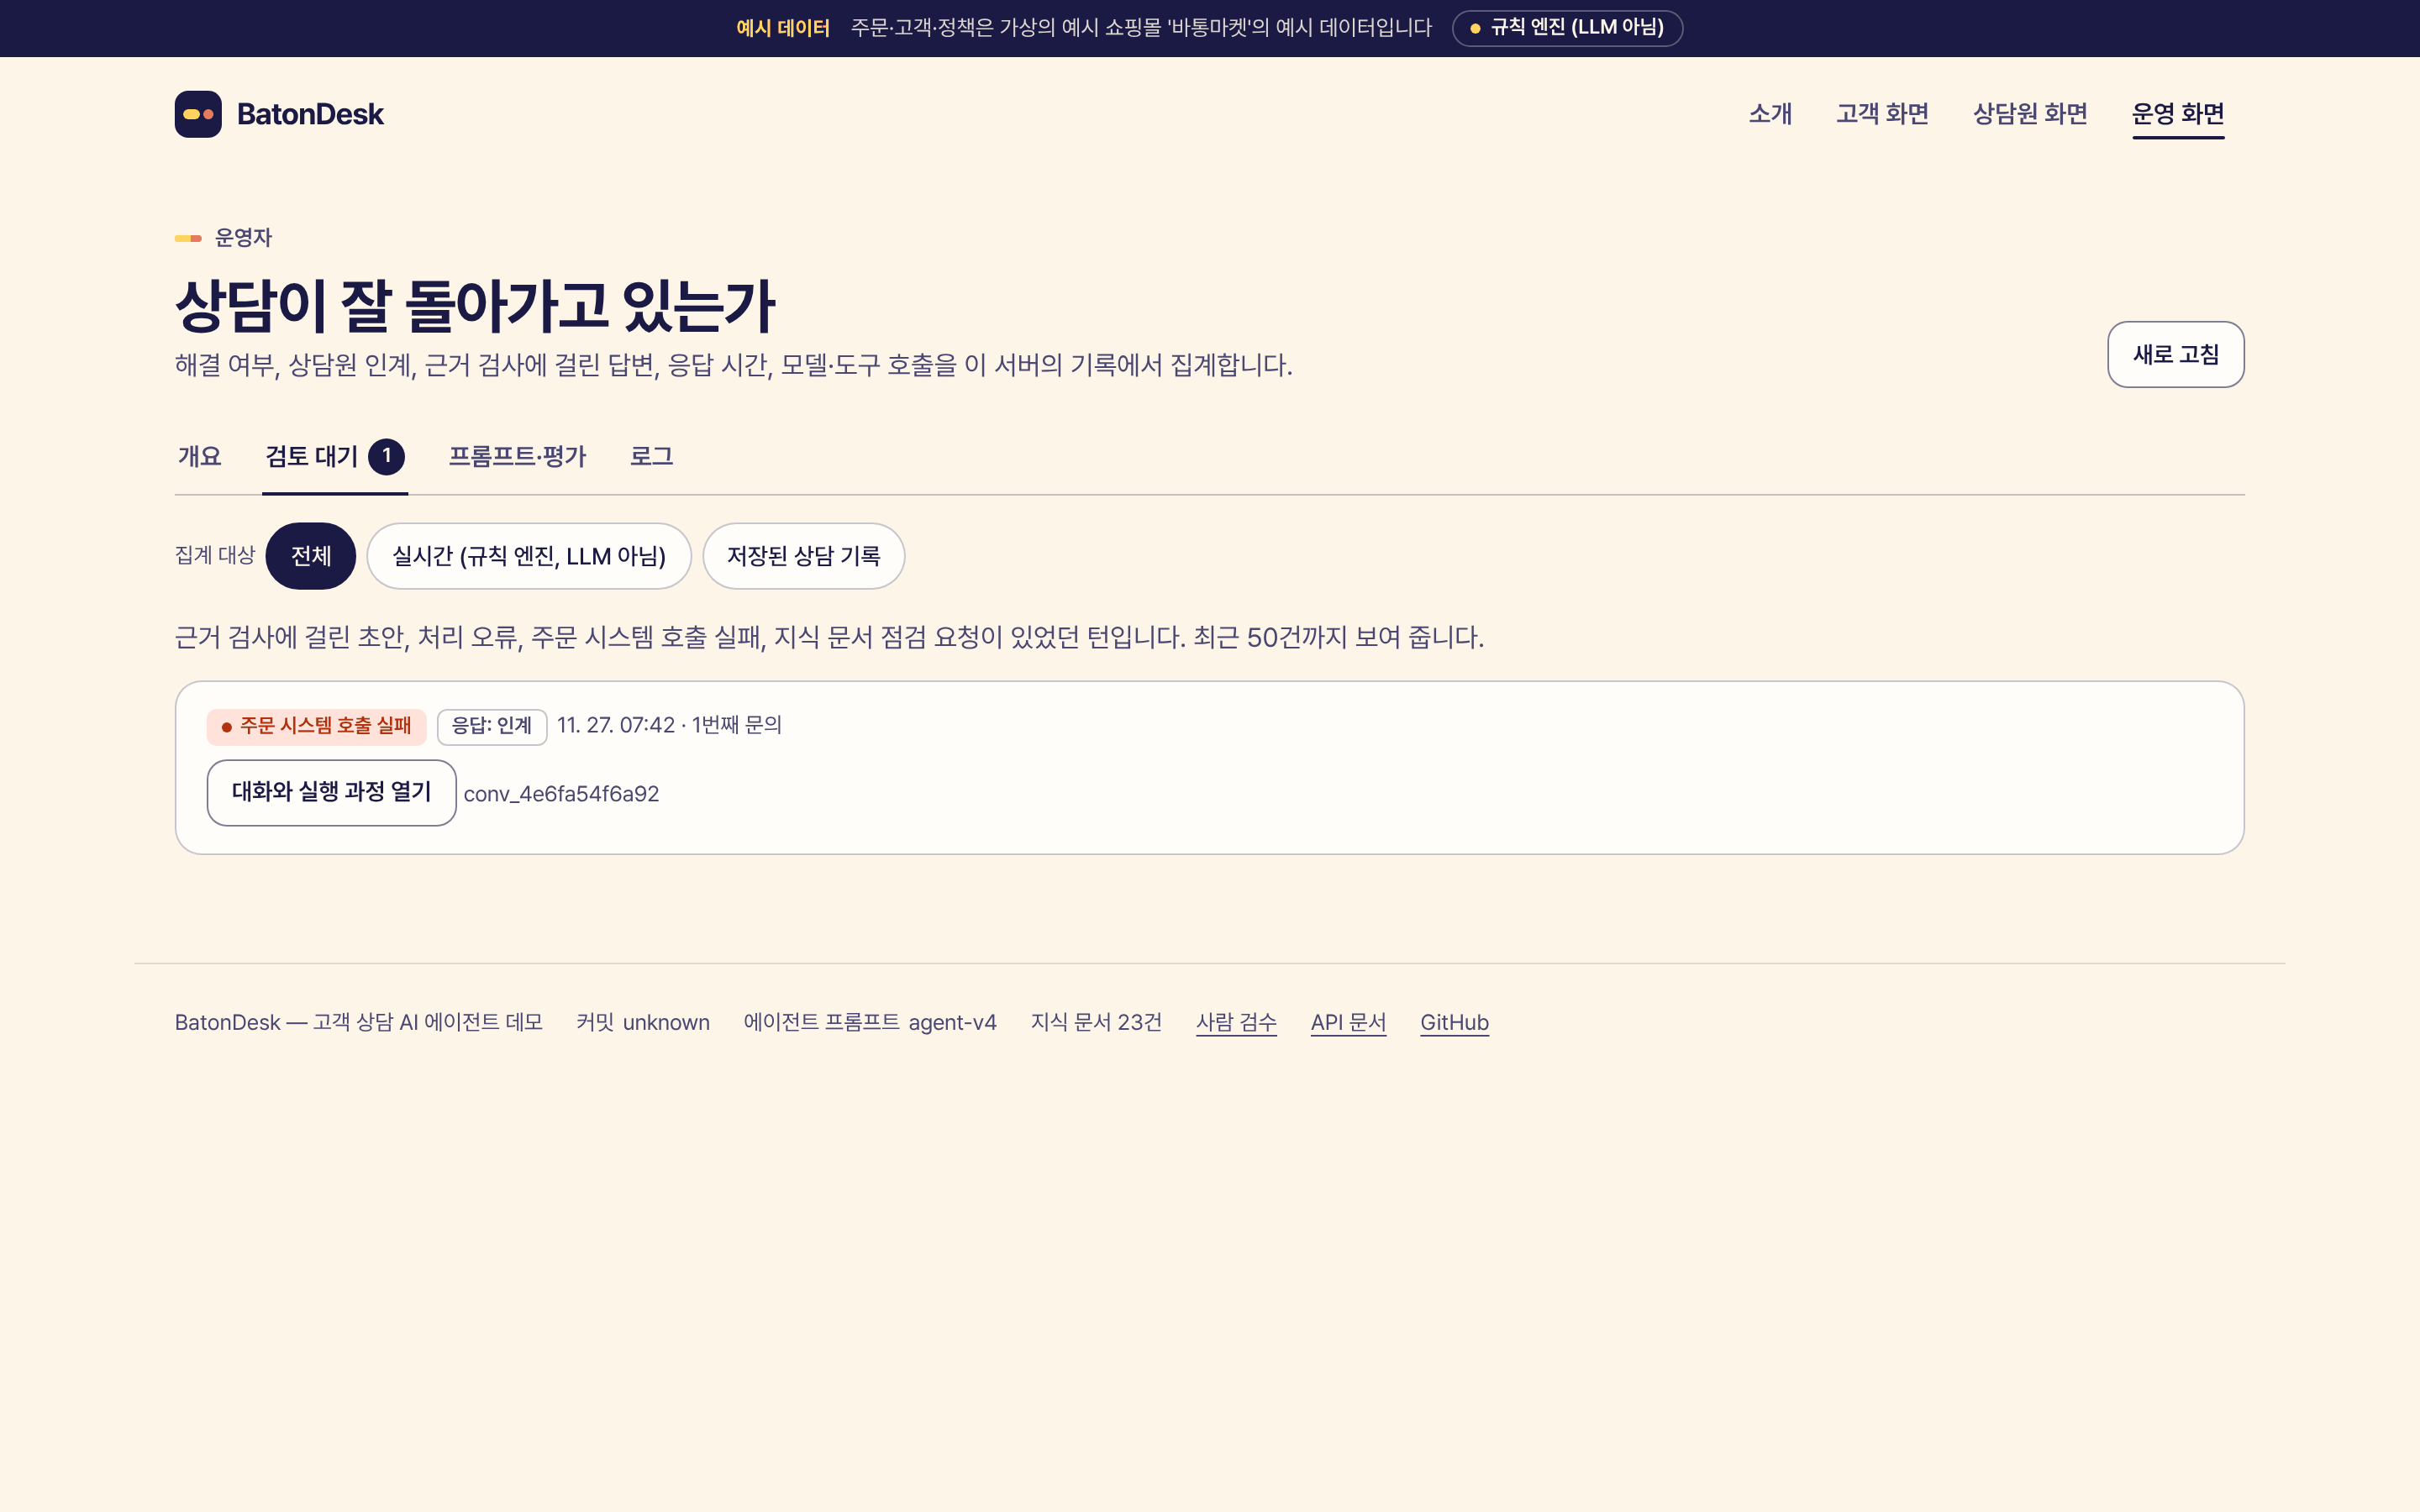 예시 데이터 주문·고객·정책은 가상의 예시 쇼핑몰 '바통마켓'의 예시 데이터입니다 규칙 엔진 (LLM 아님)
BatonDesk 소개 고객 화면 상담원 화면 운영 화면
운영자
상담이 잘 돌아가고 있는가
해결 여부, 상담원 인계, 근거 검사에 걸린 답변, 응답 시간, 모델·도구 호출을 이 서버의 기록에서 집계합니다.
새로 고침
개요 검토 대기 1 프롬프트·평가 로그
집계 대상 전체 실시간 (규칙 엔진, LLM 아님) 저장된 상담 기록
근거 검사에 걸린 초안, 처리 오류, 주문 시스템 호출 실패, 지식 문서 점검 요청이 있었던 턴입니다. 최근 50건까지 보여 줍니다.
주문 시스템 호출 실패 응답: 인계 11. 27. 07:42 · 1번째 문의
대화와 실행 과정 열기 conv_4e6fa54f6a92
BatonDesk — 고객 상담 AI 에이전트 데모 커밋 unknown 에이전트 프롬프트 agent-v4 지식 문서 23건 사람 검수 API 문서 GitHub